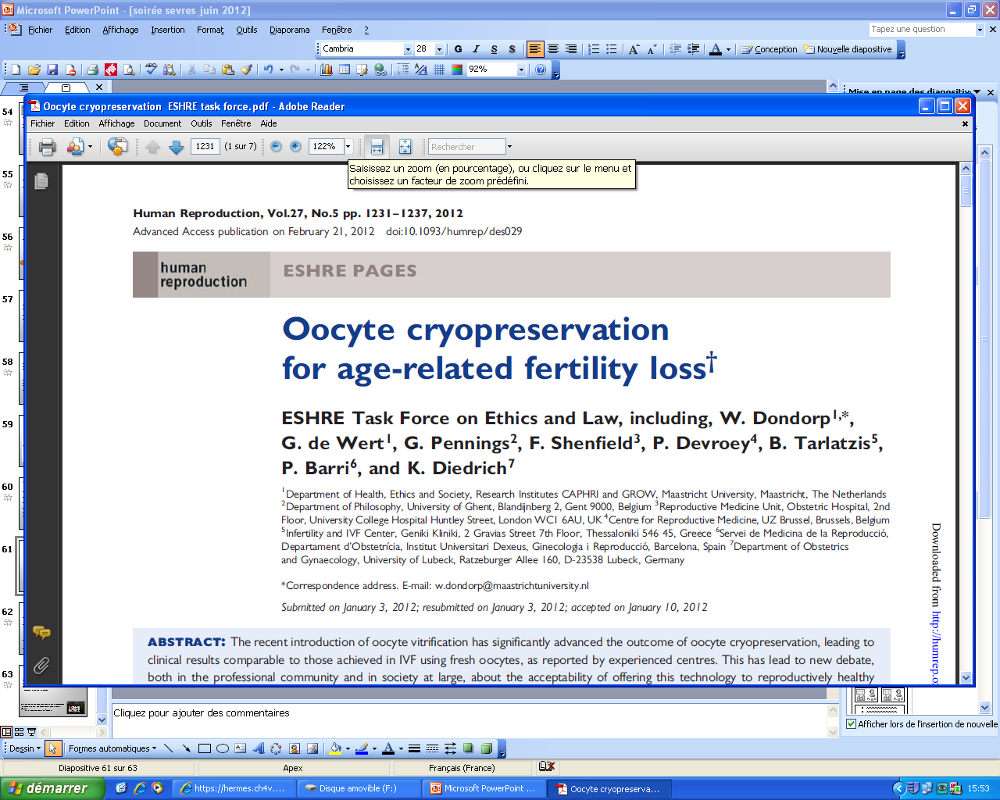 Microsoft PowerPoint - [soirée sevres juin 2012]
Fichier Edition Affichage Insertion Format Outils Diaporama Fenêtre ?
Tapez une question
Cambria 28 G I S S Conception Nouvelle diapositive
92%
Mise en page des diapositiv
Oocyte cryopreservation ESHRE task force.pdf - Adobe Reader
Fichier Edition Affichage Document Outils Fenêtre Aide
1231 (1 sur 7) 122% Rechercher
Saisissez un zoom (en pourcentage), ou cliquez sur le menu et
choisissez un facteur de zoom prédéfini.
54
55
56
57
58
59
60
61
62
63
Human Reproduction, Vol.27, No.5 pp. 1231–1237, 2012
Advanced Access publication on February 21, 2012 doi:10.1093/humrep/des029
human
reproduction
ESHRE PAGES
Oocyte cryopreservation
for age-related fertility loss†
ESHRE Task Force on Ethics and Law, including, W. Dondorp1,*,
G. de Wert1, G. Pennings2, F. Shenfield3, P. Devroey4, B. Tarlatzis5,
P. Barri6, and K. Diedrich7
1Department of Health, Ethics and Society, Research Institutes CAPHRI and GROW, Maastricht University, Maastricht, The Netherlands
2Department of Philosophy, University of Ghent, Blandijnberg 2, Gent 9000, Belgium 3Reproductive Medicine Unit, Obstetric Hospital, 2nd
Floor, University College Hospital Huntley Street, London WC1 6AU, UK 4Centre for Reproductive Medicine, UZ Brussel, Brussels, Belgium
5Infertility and IVF Center, Geniki Kliniki, 2 Gravias Street 7th Floor, Thessaloniki 546 45, Greece 6Servei de Medicina de la Reproducció,
Departament d'Obstetrícia, Institut Universitari Dexeus, Ginecologia i Reproducció, Barcelona, Spain 7Department of Obstetrics
and Gynaecology, University of Lubeck, Ratzeburger Allee 160, D-23538 Lubeck, Germany
*Correspondence address. E-mail: w.dondorp@maastrichtuniversity.nl
Submitted on January 3, 2012; resubmitted on January 3, 2012; accepted on January 10, 2012
ABSTRACT: The recent introduction of oocyte vitrification has significantly advanced the outcome of oocyte cryopreservation, leading to
clinical results comparable to those achieved in IVF using fresh oocytes, as reported by experienced centres. This has lead to new debate,
both in the professional community and in society at large, about the acceptability of offering this technology to reproductively healthy
Downloaded from http://humrep.ox
Cliquez pour ajouter des commentaires
Afficher lors de l'insertion de nouvelle
Dessin Formes automatiques
Diapositive 61 sur 63 Apex Français (France)
démarrer https://hermes.ch4v.... Disque amovible (F:) Microsoft PowerPoint ... Oocyte cryopreserva... 15:53